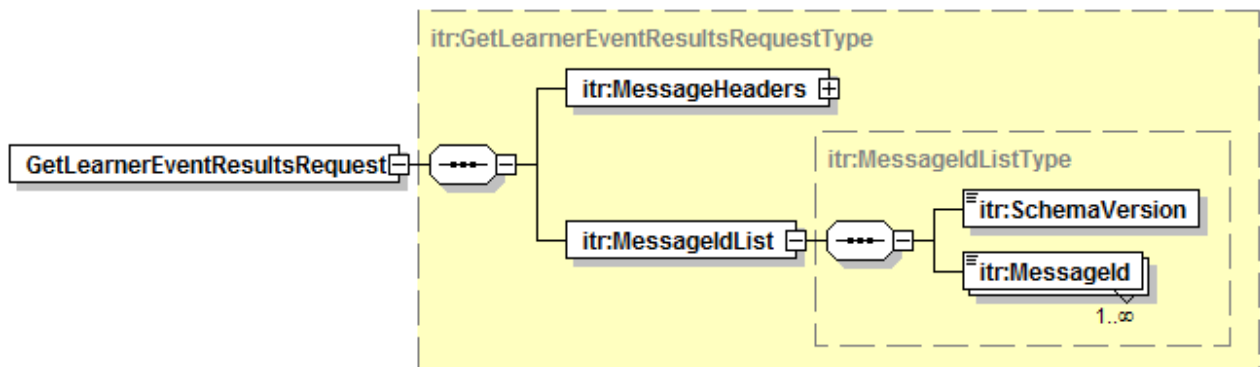 itr:GetLearnerEventResultsRequestType
itr:MessageHeaders
GetLearnerEventResultsRequest
itr:MessageIdListType
itr:SchemaVersion
itr:MessageIdList
itr:MessageId
1..∞